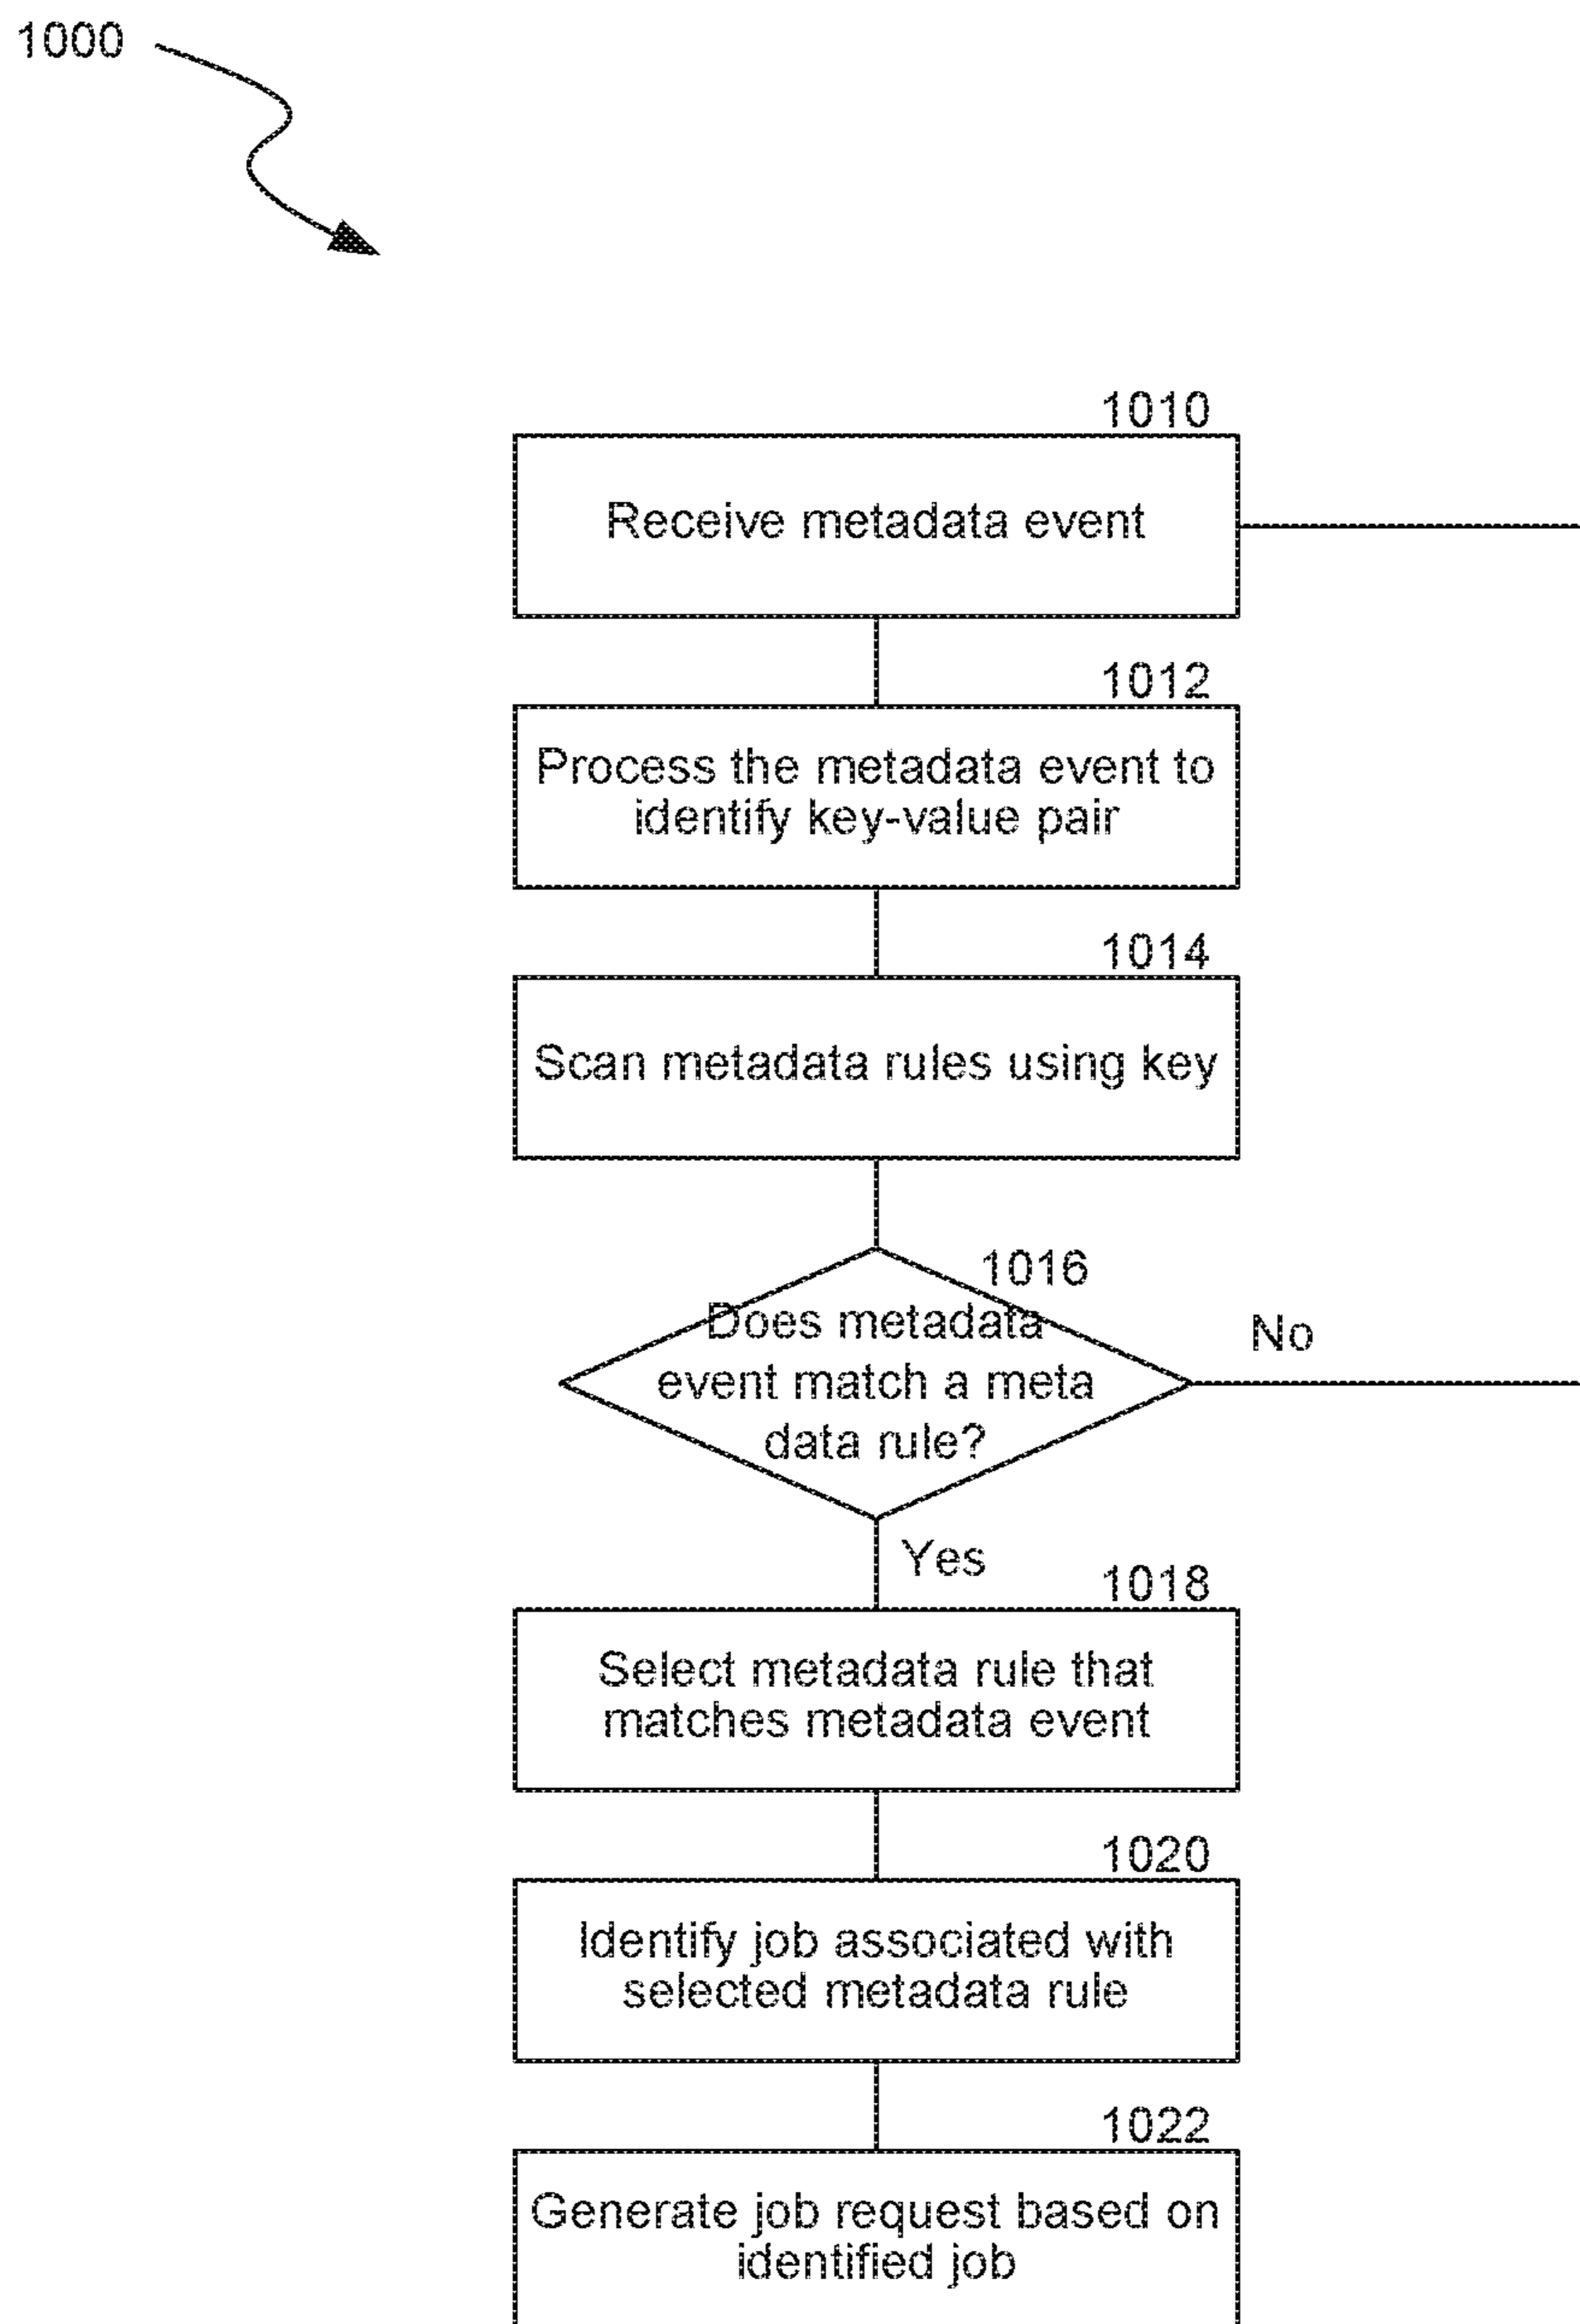 1000
1010
Receive metadata event
1012
Process the metadata event to
identify key-value pair
1014
Scan metadata rules using key
1016
Does metadata
event match a meta
data rule?
No
Yes
1018
Select metadata rule that
matches metadata event
1020
Identify job associated with
selected metadata rule
1022
Generate job request based on
identified job